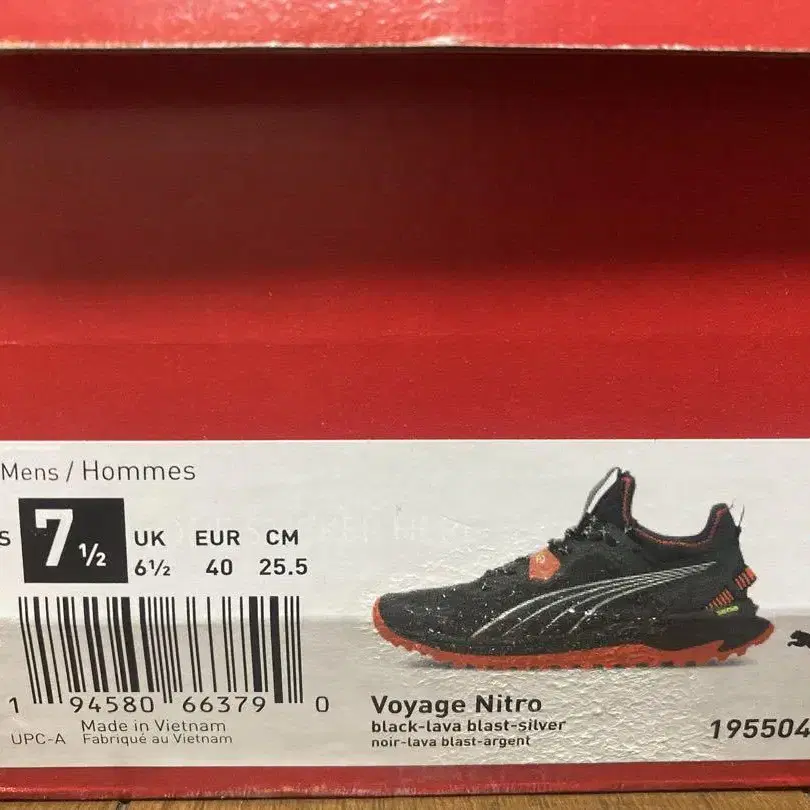 Mens / Hommes
S 7 ½ UK EUR CM
6½ 40 25.5
1 94580 66379 0
UPC-A Made in Vietnam
Fabriqué au Vietnam
Voyage Nitro
black-lava blast-silver
noir-lava blast-argent
195504